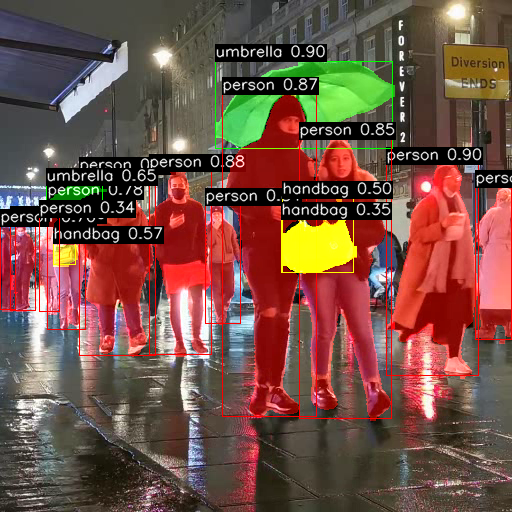 umbrella 0.90
person 0.87
person 0.85
person 0.88
person 0.90
umbrella 0.65
person 0.78
0.34
handbag 0.50
handbag 0.35
handbag 0.57
FOREVER 2
Diversion
ENDS